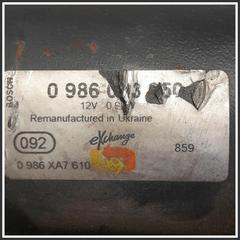 BOSCH
0 986
12V
Remanufactured in Ukraine
092
eXchange
859
0 986 XA7 610